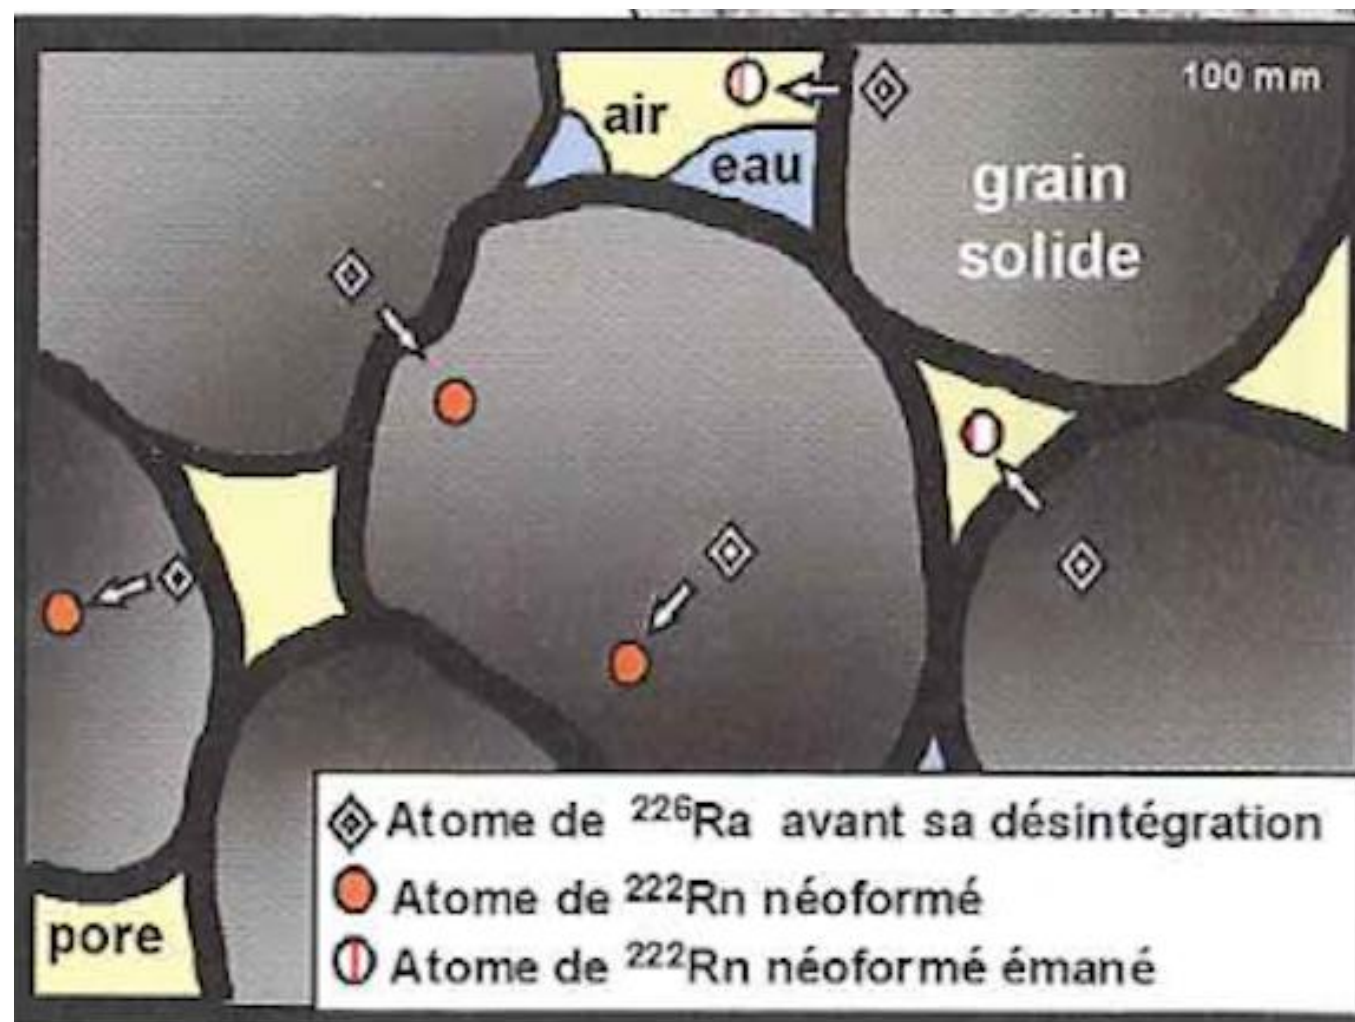 100 mm
air
eau
grain
solide
Atome de ²²⁶Ra avant sa désintégration
Atome de ²²²Rn néoformé
Atome de ²²²Rn néoformé émané
pore